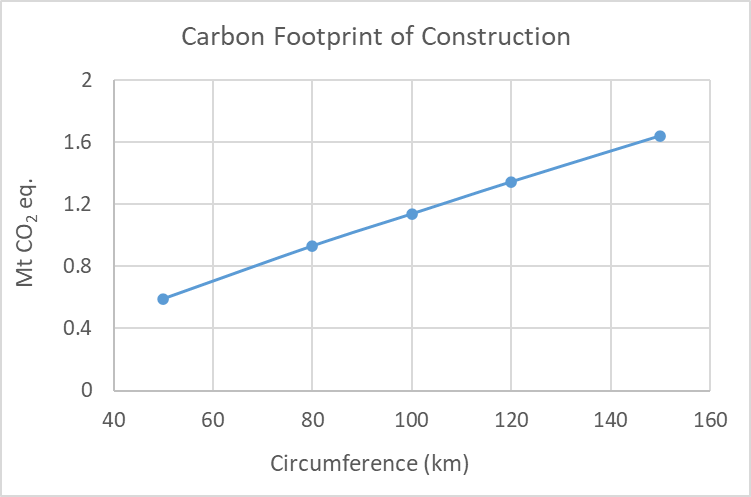 Carbon Footprint of Construction
Mt CO₂ eq.
2
1.6
1.2
0.8
0.4
0
40 60 80 100 120 140 160
Circumference (km)